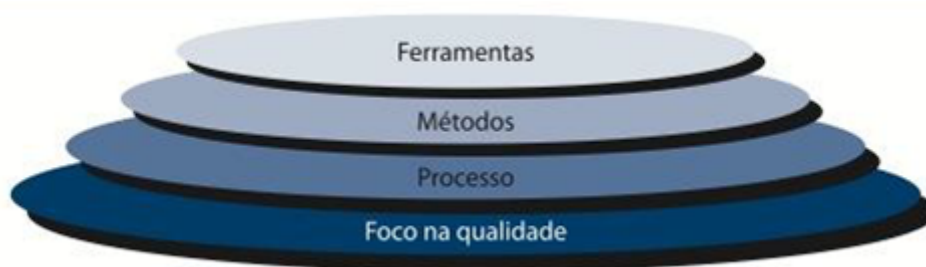 Ferramentas
Métodos
Processo
Foco na qualidade